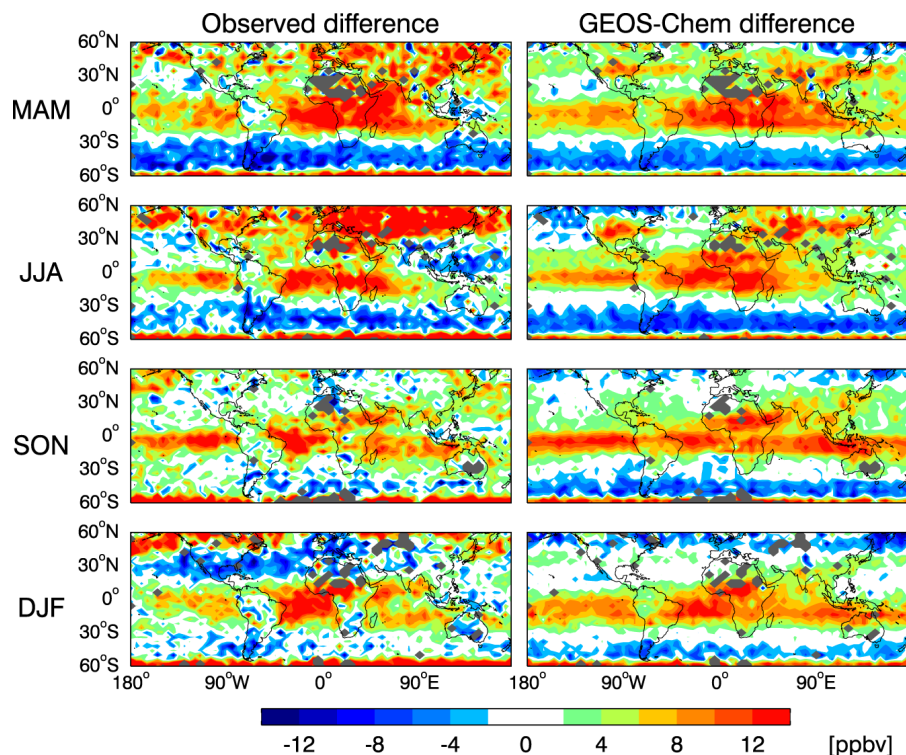 Observed difference GEOS-Chem difference
60°N
30°N
MAM 0°
30°S
60°S
60°N
30°N
JJA 0°
30°S
60°S
60°N
30°N
SON 0°
30°S
60°S
60°N
30°N
DJF 0°
30°S
60°S
180° 90°W 0° 90°E 180° 90°W 0° 90°E
-12 -8 -4 0 4 8 12 [ppbv]